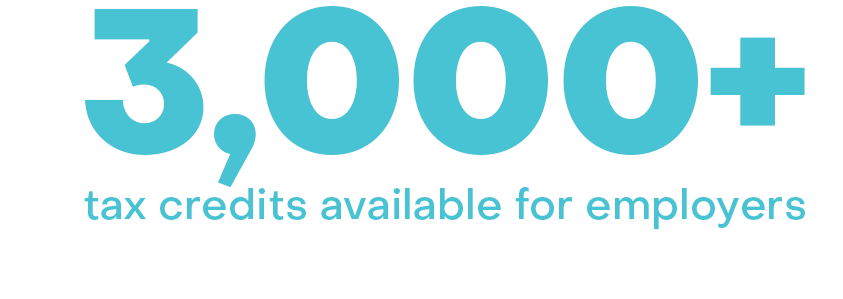 3,000+
tax credits available for employers